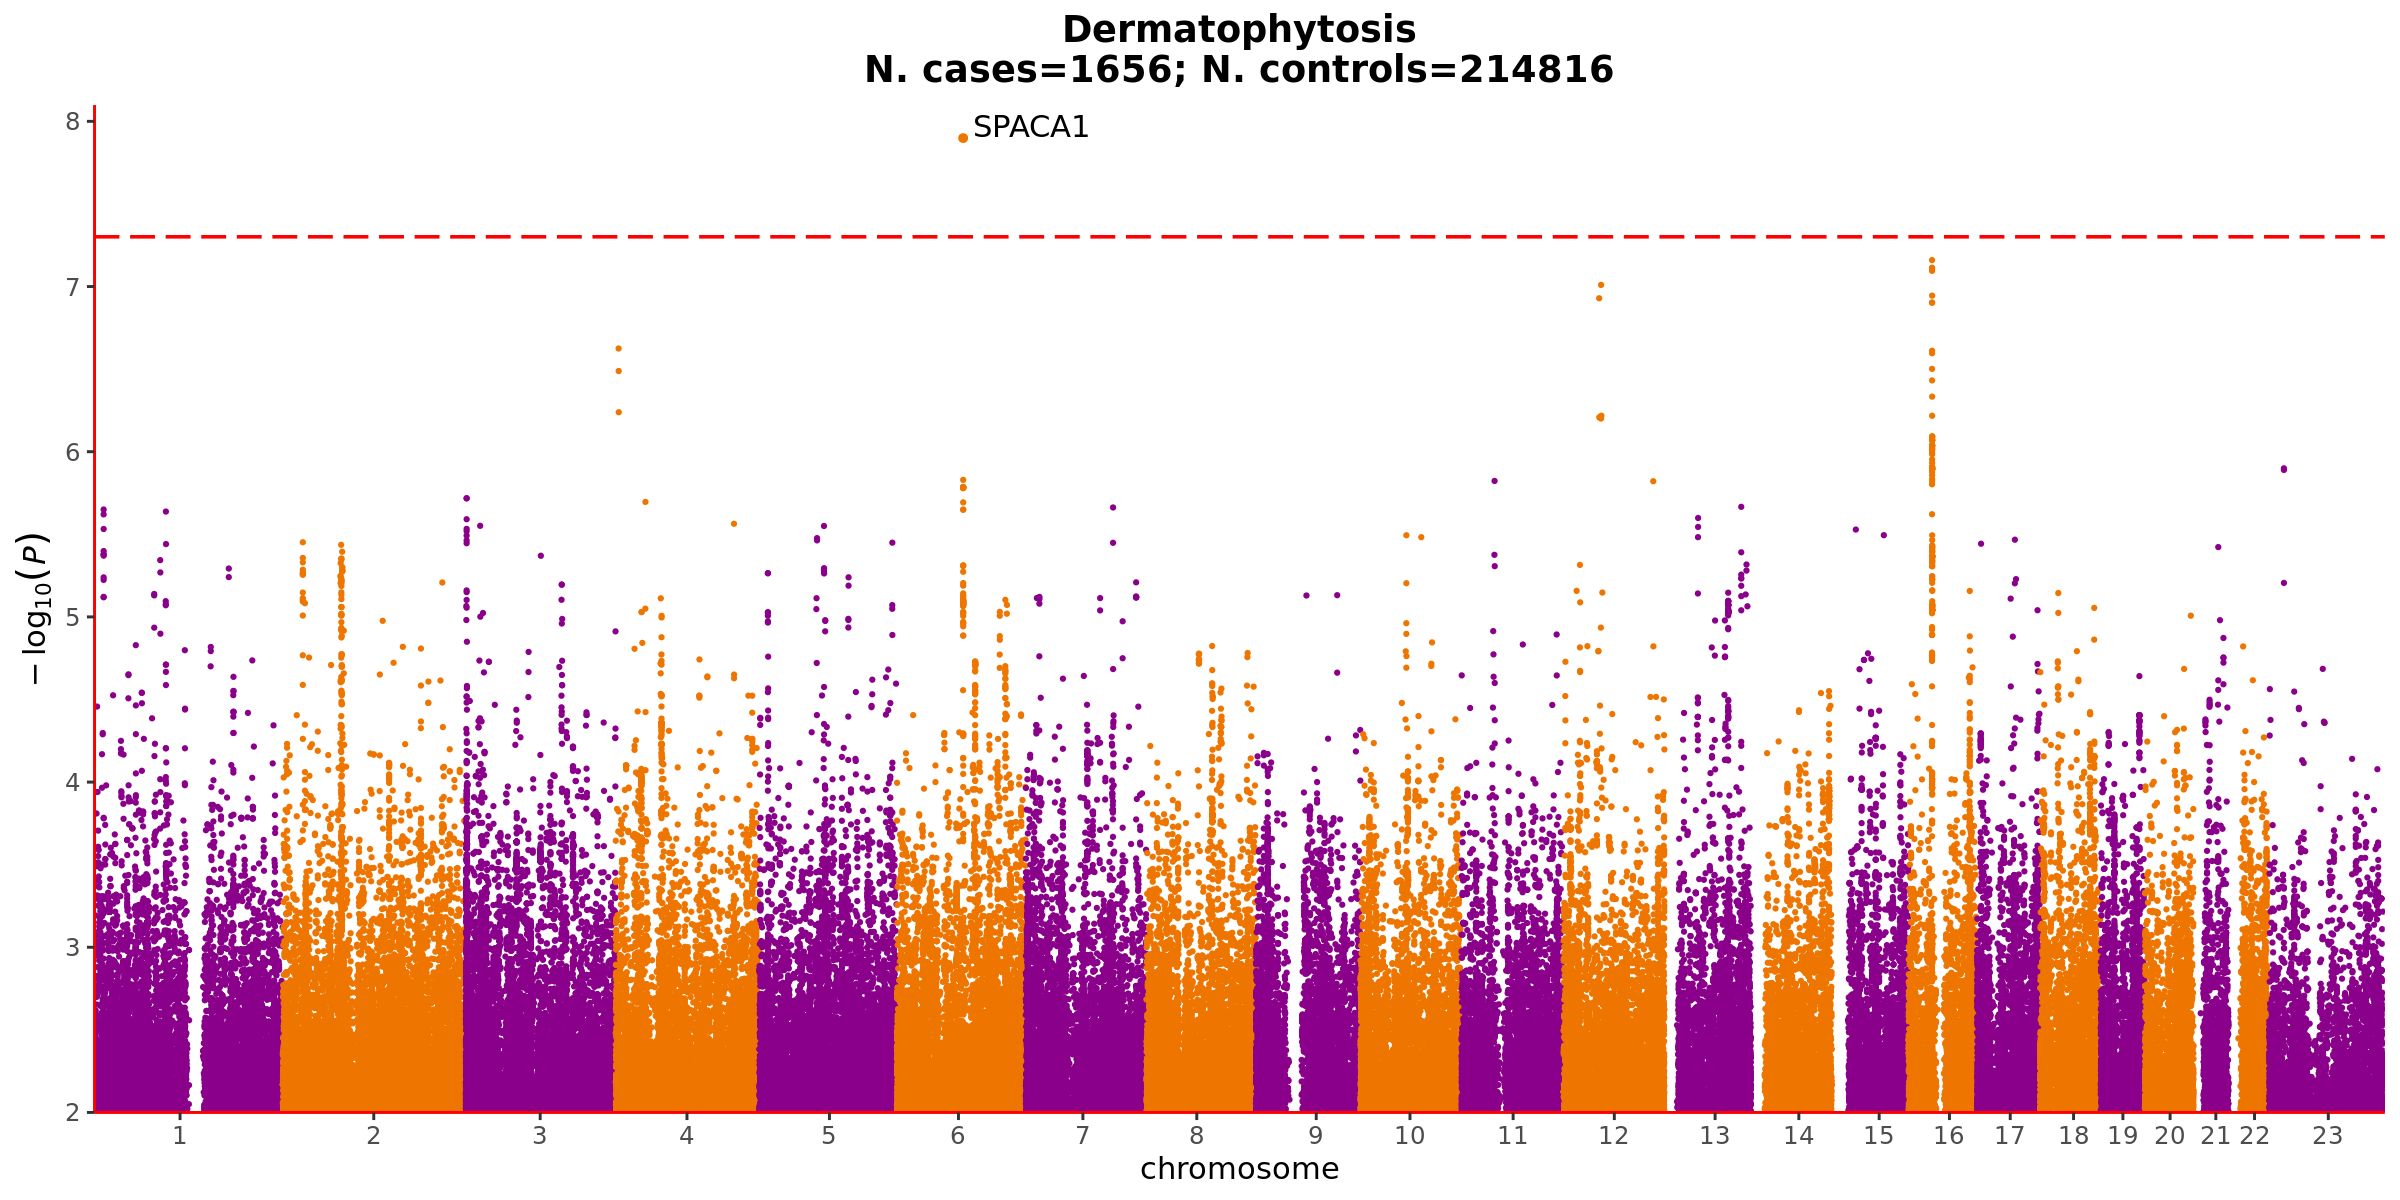 Dermatophytosis
N. cases=1656; N. controls=214816
SPACA1
8
7
6
5
4
3
2
−log10(P)
1 2 3 4 5 6 7 8 9 10 11 12 13 14 15 16 17 18 19 20 21 22 23
chromosome